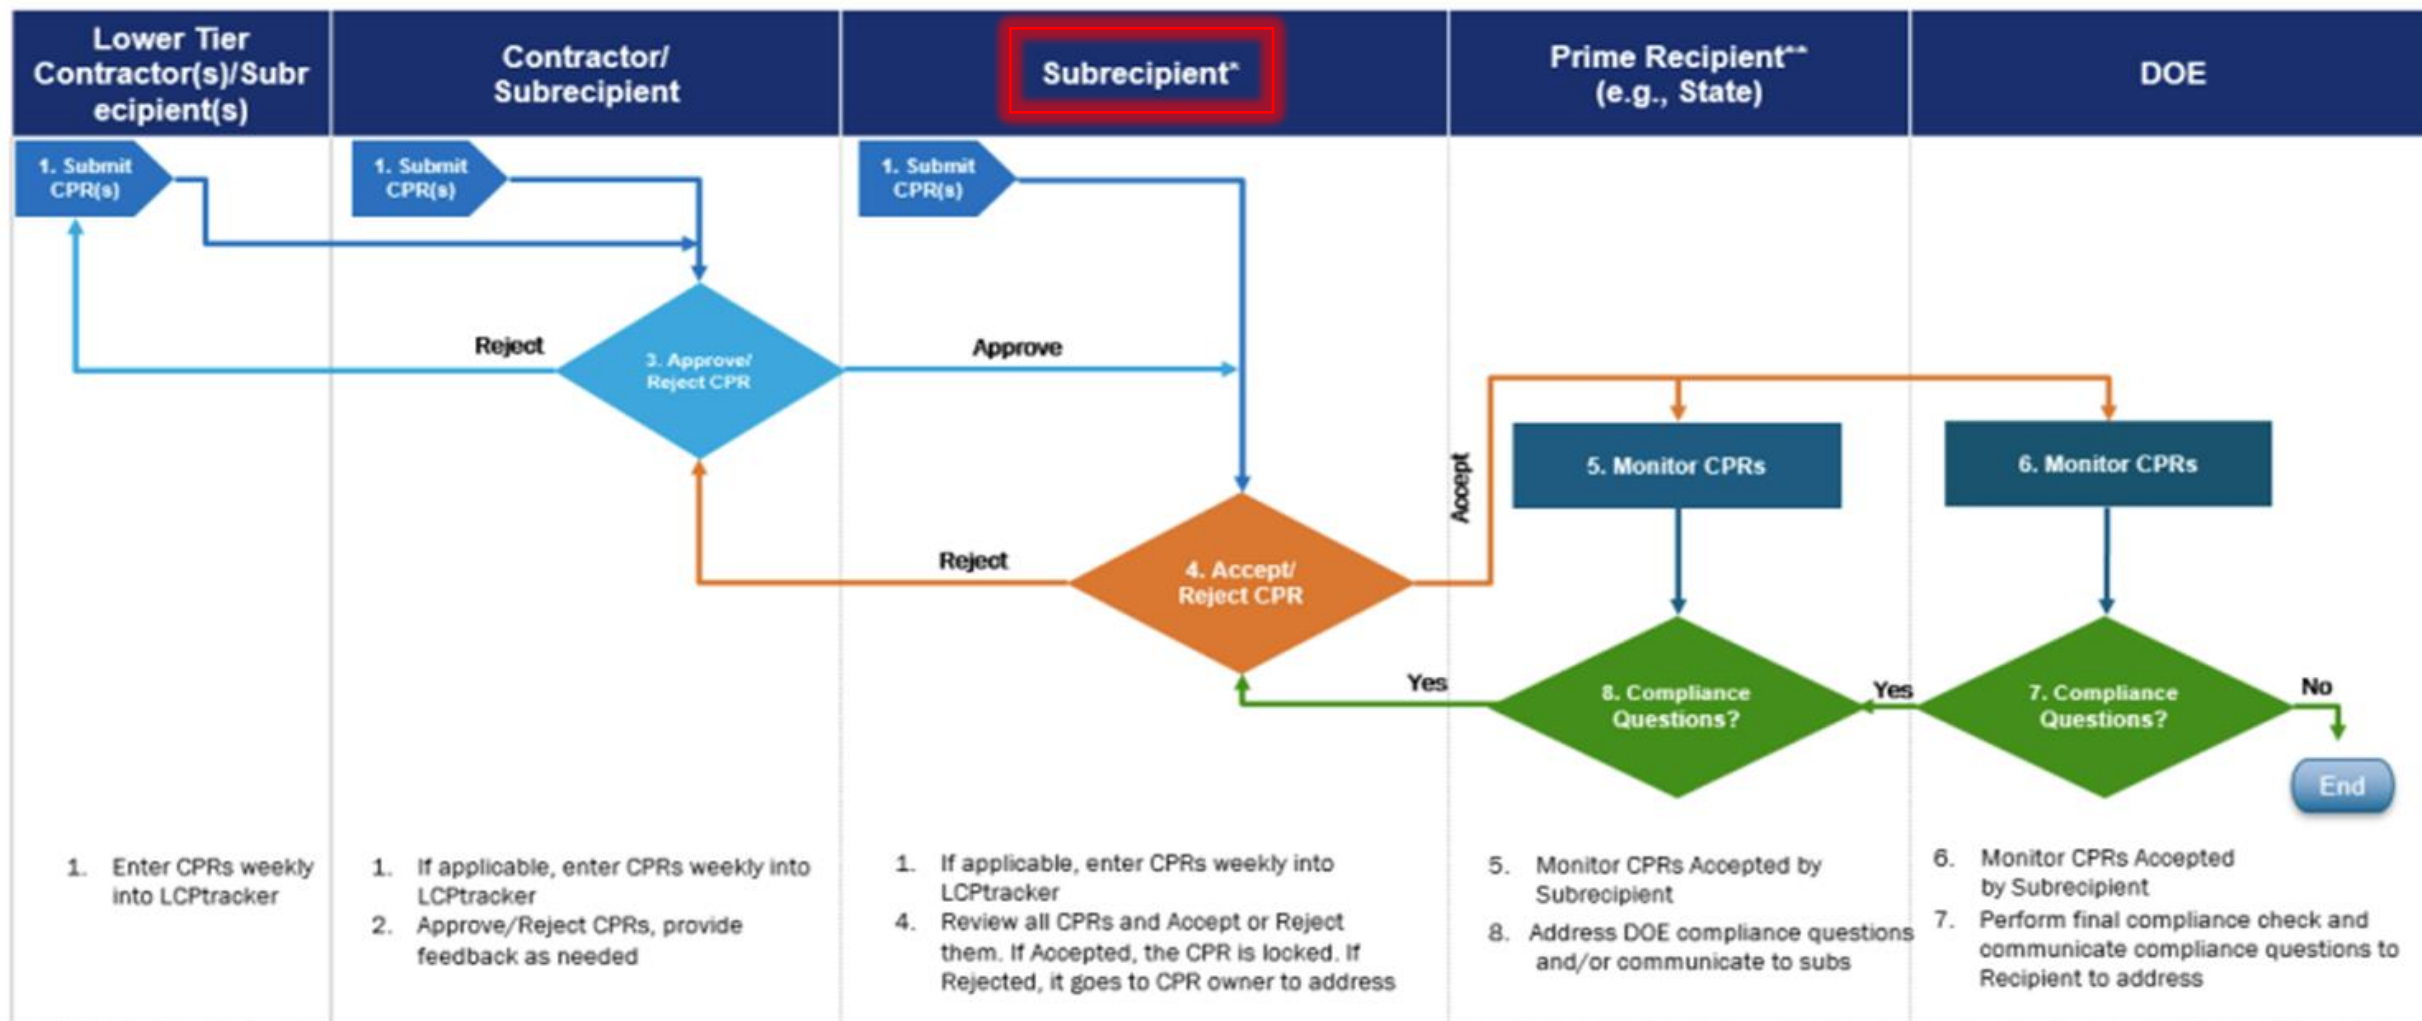 Lower Tier
Contractor(s)/Subr
ecipient(s)
Contractor/
Subrecipient
Subrecipient*
Prime Recipient**
(e.g., State)
DOE
1. Submit
CPR(s)
1. Submit
CPR(s)
1. Submit
CPR(s)
Reject
3. Approve/
Reject CPR
Approve
Accept
5. Monitor CPRs
6. Monitor CPRs
Reject
4. Accept/
Reject CPR
Yes
8. Compliance
Questions?
Yes
7. Compliance
Questions?
No
End
1. Enter CPRs weekly
into LCPtracker
1. If applicable, enter CPRs weekly into
LCPtracker
2. Approve/Reject CPRs, provide
feedback as needed
1. If applicable, enter CPRs weekly into
LCPtracker
4. Review all CPRs and Accept or Reject
them. If Accepted, the CPR is locked. If
Rejected, it goes to CPR owner to address
5. Monitor CPRs Accepted by
Subrecipient
8. Address DOE compliance questions
and/or communicate to subs
6. Monitor CPRs Accepted
by Subrecipient
7. Perform final compliance check and
communicate compliance questions to
Recipient to address